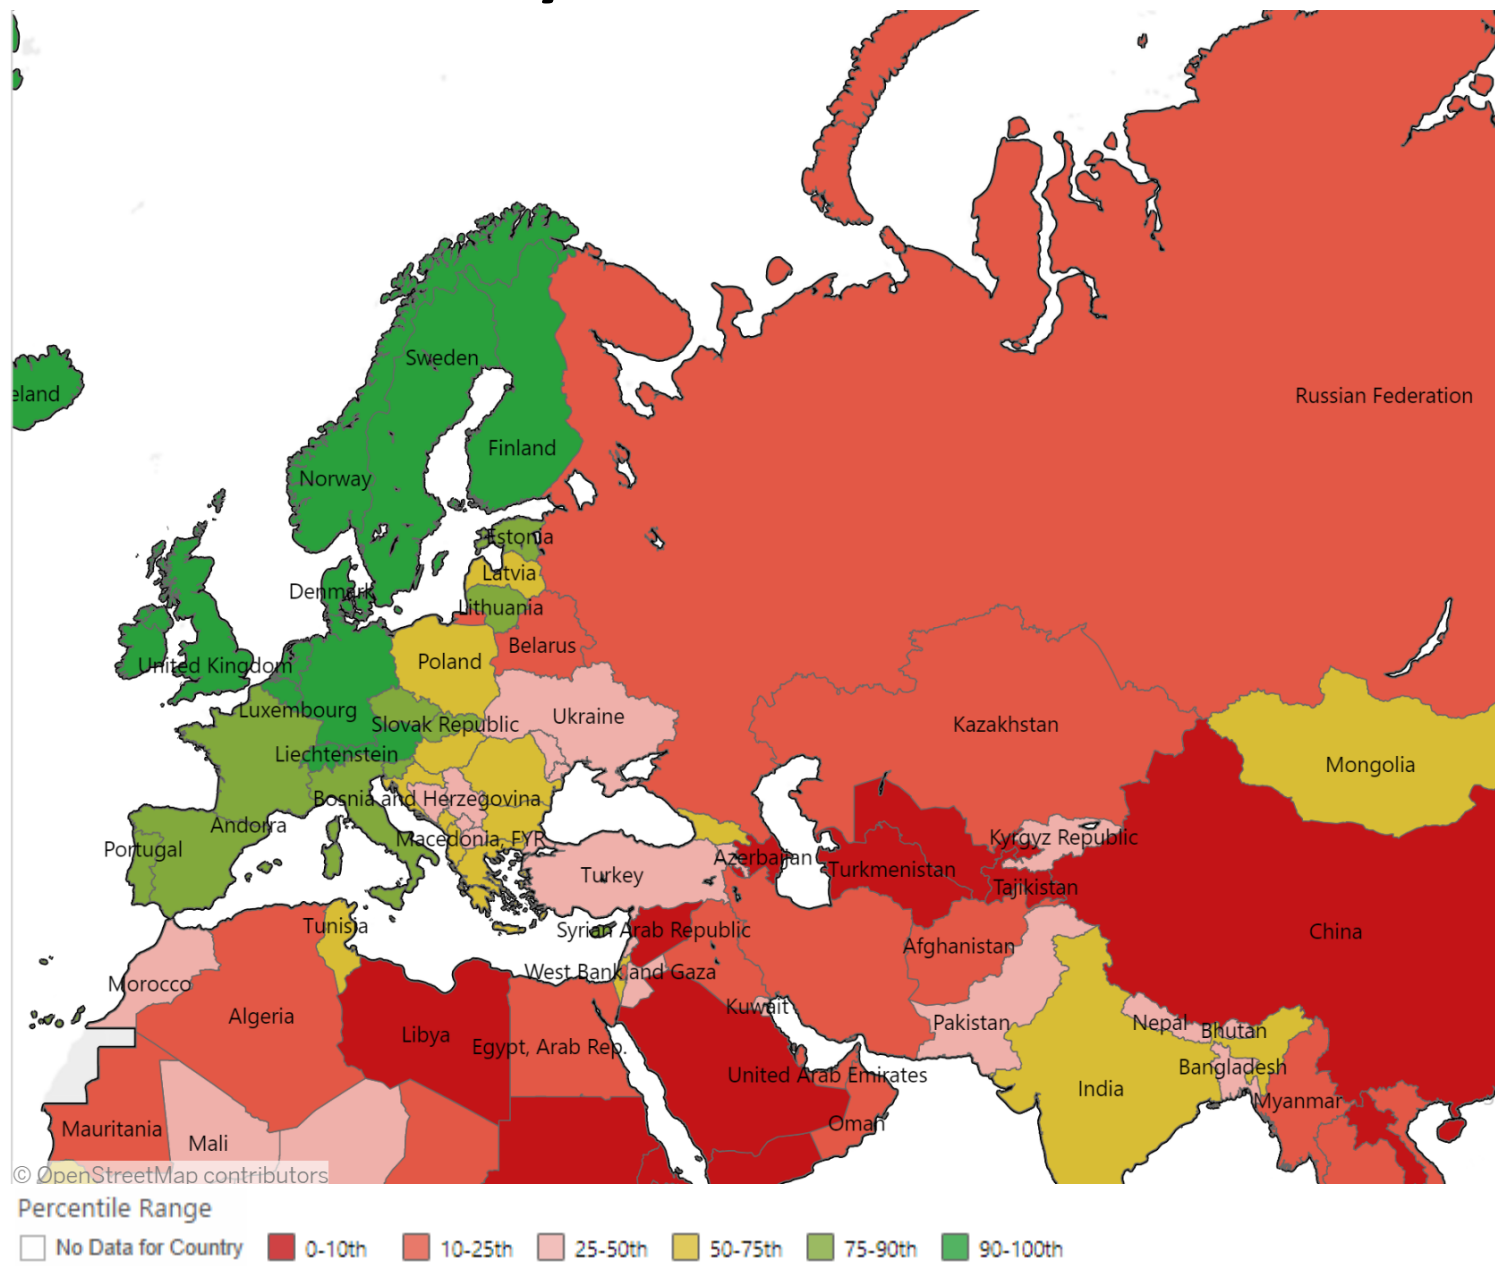 Sweden
eland
Russian Federation
Finland
Norway
Estonia
Latvia
Denmark
Lithuania
Belarus
United Kingdom
Poland
Luxembourg
Ukraine
Slovak Republic
Kazakhstan
Liechtenstein
Mongolia
Bosnia and Herzegovina
Andorra
Macedonia, FYR
Kyrgyz Republic
Portugal
Azerbaijan
Turkmenistan
Turkey
Tajikistan
Tunisia
Syrian Arab Republic
China
Afghanistan
West Bank and Gaza
Morocco
Kuwait
Algeria
Pakistan
Nepal
Bhutan
Libya
Egypt, Arab Rep.
Bangladesh
United Arab Emirates
India
Myanmar
Mauritania
Oman
Mali
© OpenStreetMap contributors
Percentile Range
No Data for Country
0-10th
10-25th
25-50th
50-75th
75-90th
90-100th